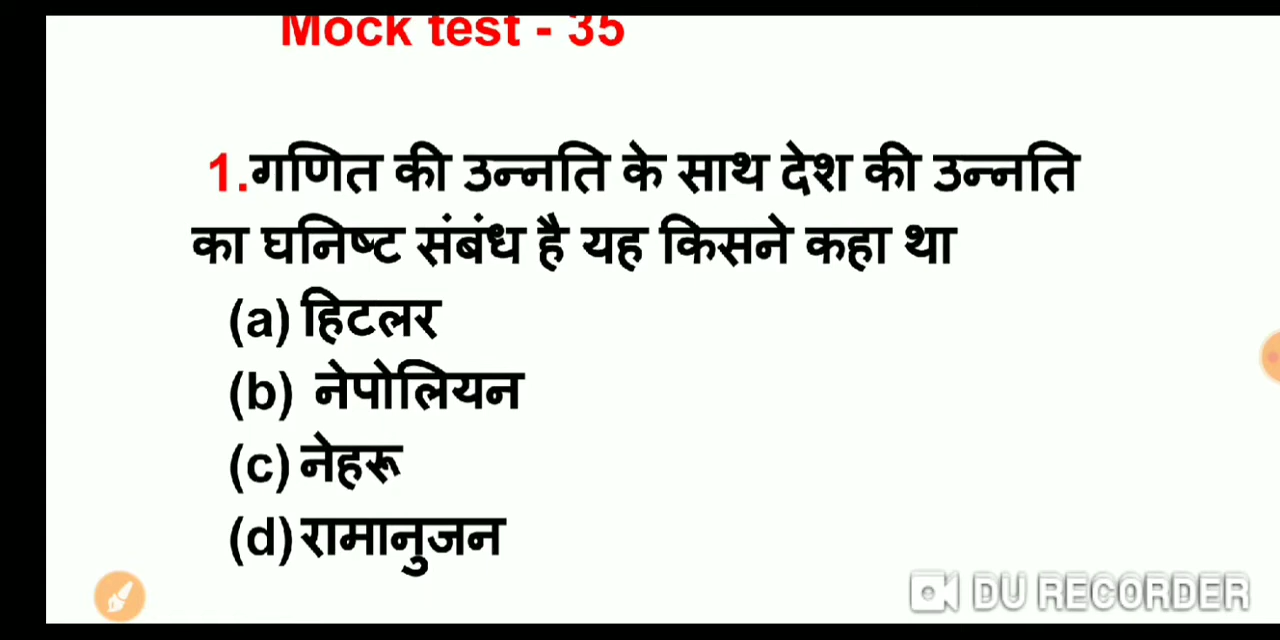 Mock test - 35
1.गणित की उन्नति के साथ देश की उन्नति
का घनिष्ट संबंध है यह किसने कहा था
(a) हिटलर
(b) नेपोलियन
(c) नेहरू
(d) रामानुजन
DU RECORDER